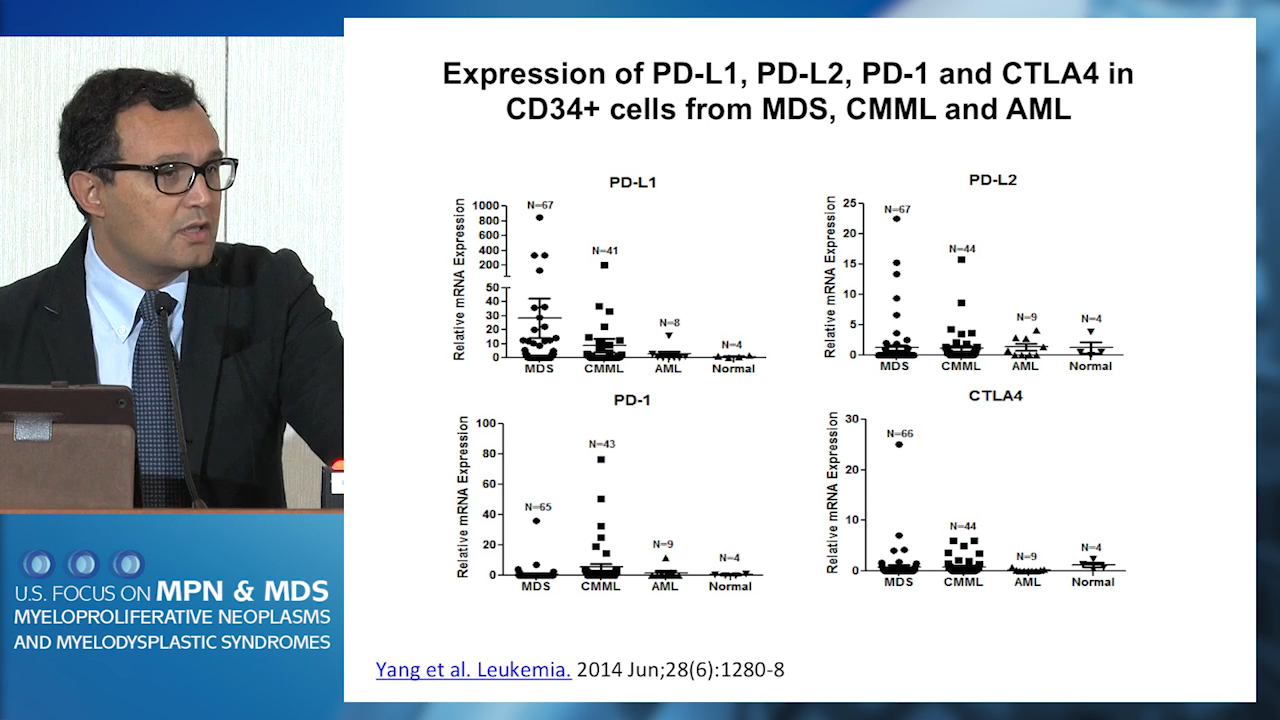 Expression of PD-L1, PD-L2, PD-1 and CTLA4 in
CD34+ cells from MDS, CMML and AML
PD-L1
Relative mRNA Expression
1000
800
600
400
200
50
40
30
20
10
0
N=67
N=41
N=8
N=4
MDS CMML AML Normal
PD-L2
Relative mRNA Expression
25
20
15
10
5
0
N=67
N=44
N=9
N=4
MDS CMML AML Normal
PD-1
Relative mRNA Expression
100
80
60
40
20
0
N=65
N=43
N=9
N=4
MDS CMML AML Normal
CTLA4
Relative mRNA Expression
30
20
10
0
N=66
N=44
N=9
N=4
MDS CMML AML Normal
Yang et al. Leukemia. 2014 Jun;28(6):1280-8
U.S. FOCUS ON MPN & MDS
MYELOPROLIFERATIVE NEOPLASMS
AND MYELODYSPLASTIC SYNDROMES